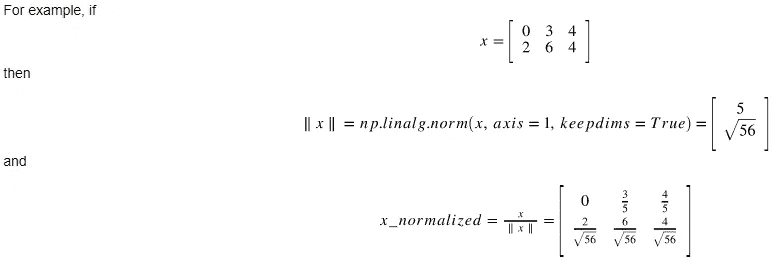 For example, if
x = [ 0 3 4
2 6 4 ]
then
‖ x ‖ = np.linalg.norm(x, axis = 1, keepdims = True) = [ 5
√56 ]
and
x_normalized = x/‖ x ‖ = [ 0 3/5 4/5
2/√56 6/√56 4/√56 ]